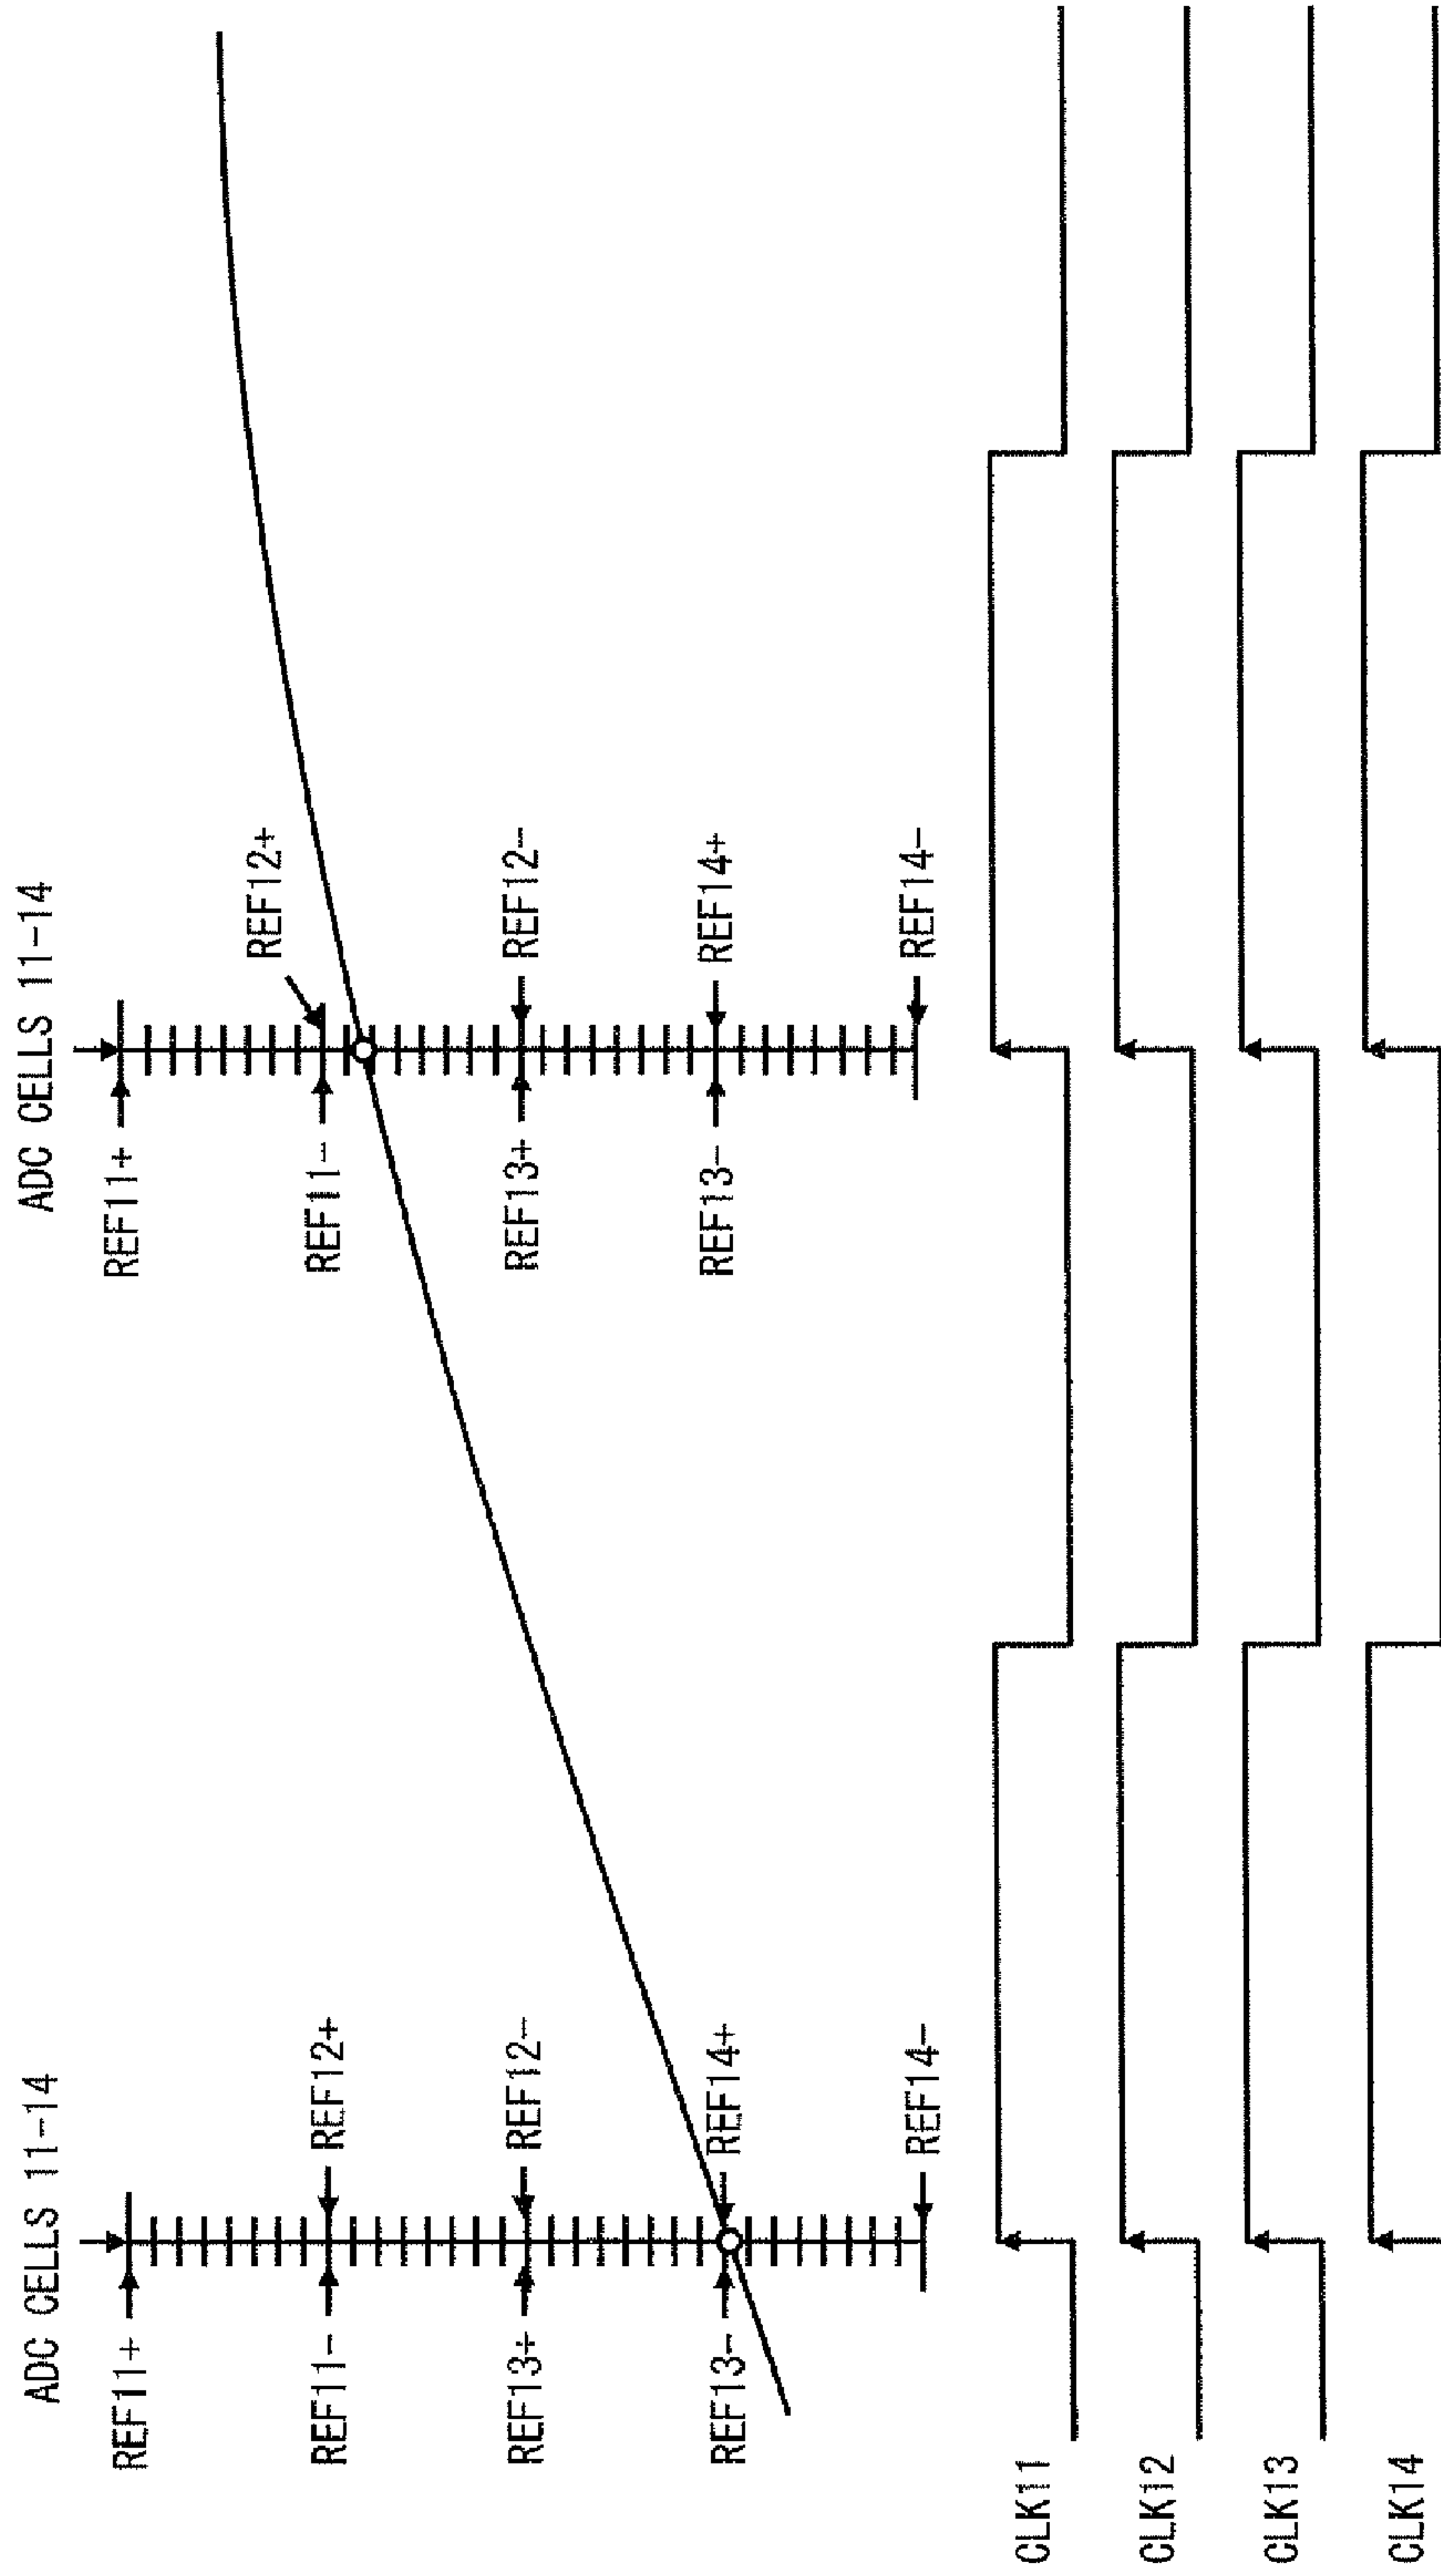 ADC CELLS 11-14
REF11+
REF11-
REF12+
REF13+
REF12-
REF13-
REF14+
REF14-
ADC CELLS 11-14
REF11+
REF11-
REF12+
REF13+
REF12-
REF13-
REF14+
REF14-
CLK11
CLK12
CLK13
CLK14